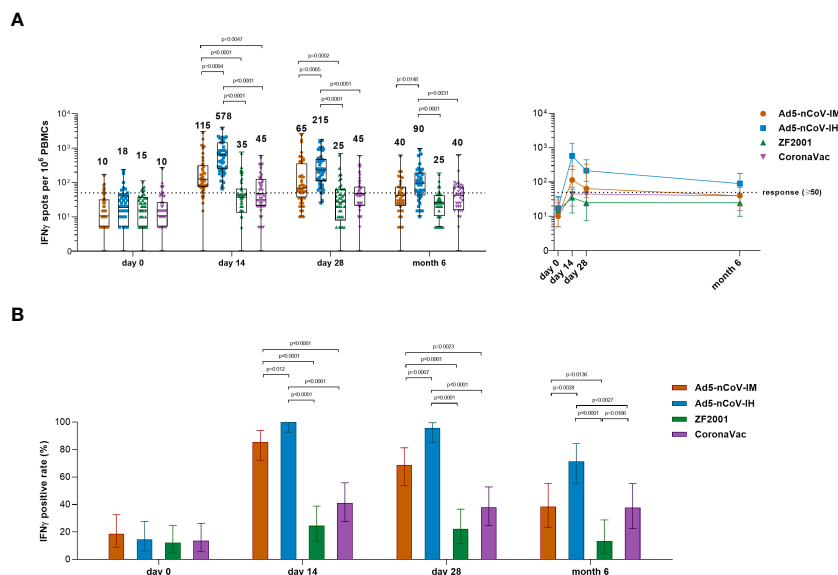 A
p=0.0047
p<0.0001
p=0.0004
p<0.0001
p<0.0001
p=0.0002
p=0.0065
p<0.0001
p<0.0001
p=0.0148
p=0.0031
p<0.0001
IFNγ spots per 10⁶ PBMCs
10⁴
10³
10²
10¹
0
10
18
15
10
115
578
35
45
65
215
25
45
40
90
25
40
day 0
day 14
day 28
month 6
10⁴
10³
10²
10¹
0
day 0
day 14
day 28
month 6
response (≥50)
Ad5-nCoV-IM
Ad5-nCoV-IH
ZF2001
CoronaVac
B
p<0.0001
p<0.0001
p=0.012
p<0.0001
p<0.0001
p=0.0023
p<0.0001
p=0.0007
p<0.0001
p<0.0001
p=0.0136
p=0.0028
p=0.0027
p<0.0001
p=0.0166
IFNγ positive rate (%)
100
80
60
40
20
0
day 0
day 14
day 28
month 6
Ad5-nCoV-IM
Ad5-nCoV-IH
ZF2001
CoronaVac